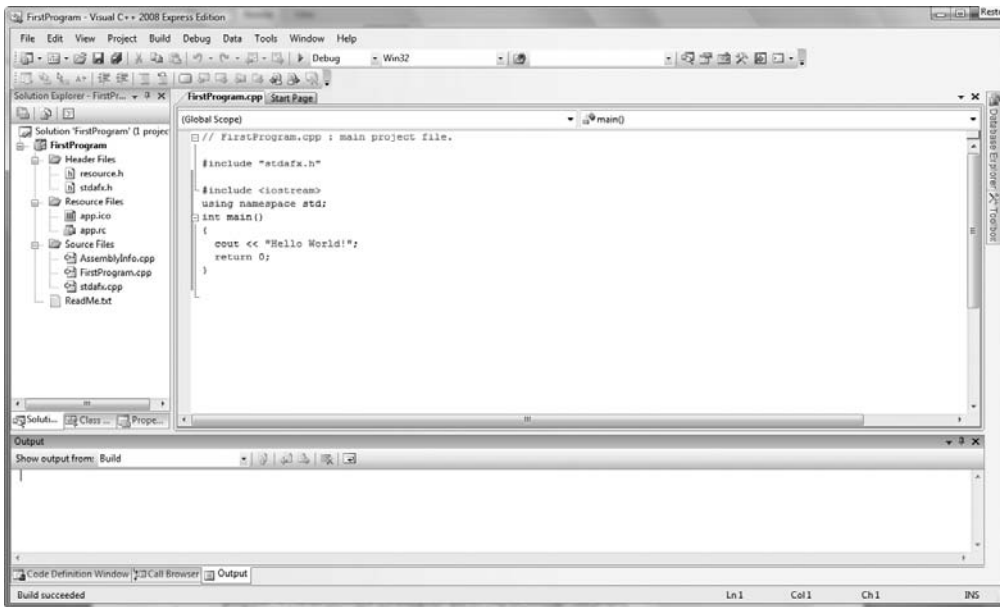 FirstProgram - Visual C++ 2008 Express Edition
Resto
File Edit View Project Build Debug Data Tools Window Help
Debug Win32
Solution Explorer - FirstPr...
FirstProgram.cpp Start Page
(Global Scope) main()
Solution 'FirstProgram' (1 projec
FirstProgram
Header Files
resource.h
stdafx.h
Resource Files
app.ico
app.rc
Source Files
AssemblyInfo.cpp
FirstProgram.cpp
stdafx.cpp
ReadMe.txt
// FirstProgram.cpp : main project file.
#include "stdafx.h"
#include <iostream>
using namespace std;
int main()
{
cout << "Hello World!";
return 0;
}
Database Explorer
Toolbox
Soluti... Class ... Prope...
Output
Show output from: Build
Code Definition Window Call Browser Output
Build succeeded Ln 1 Col 1 Ch 1 INS